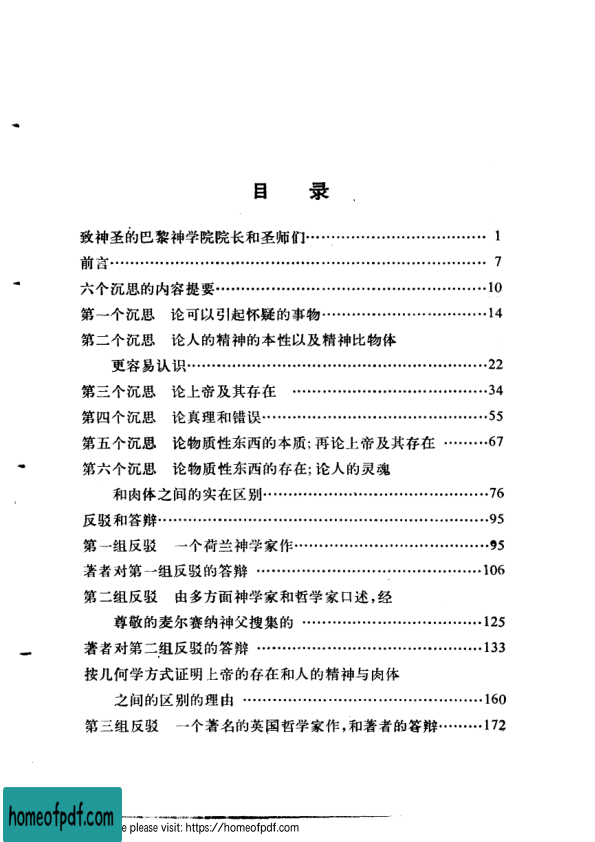 目 录
致神圣的巴黎神学院院长和圣师们………………………………1
前言………………………………………………………………7
六个沉思的内容提要………………………………………………10
第一个沉思 论可以引起怀疑的事物……………………………14
第二个沉思 论人的精神的本性以及精神比物体
更容易认识……………………………………………………22
第三个沉思 论上帝及其存在 …………………………………34
第四个沉思 论真理和错误………………………………………55
第五个沉思 论物质性东西的本质;再论上帝及其存在 ………67
第六个沉思 论物质性东西的存在;论人的灵魂
和肉体之间的实在区别………………………………………76
反驳和答辩…………………………………………………………95
第一组反驳 一个荷兰神学家作…………………………………95
著者对第一组反驳的答辩 ………………………………………106
第二组反驳 由多方面神学家和哲学家口述,经
尊敬的麦尔赛纳神父搜集的 ………………………………125
著者对第二组反驳的答辩 ………………………………………133
按几何学方式证明上帝的存在和人的精神与肉体
之间的区别的理由 …………………………………………160
第三组反驳 一个著名的英国哲学家作,和著者的答辩………172
homeofpdf.com
please visit: https://homeofpdf.com